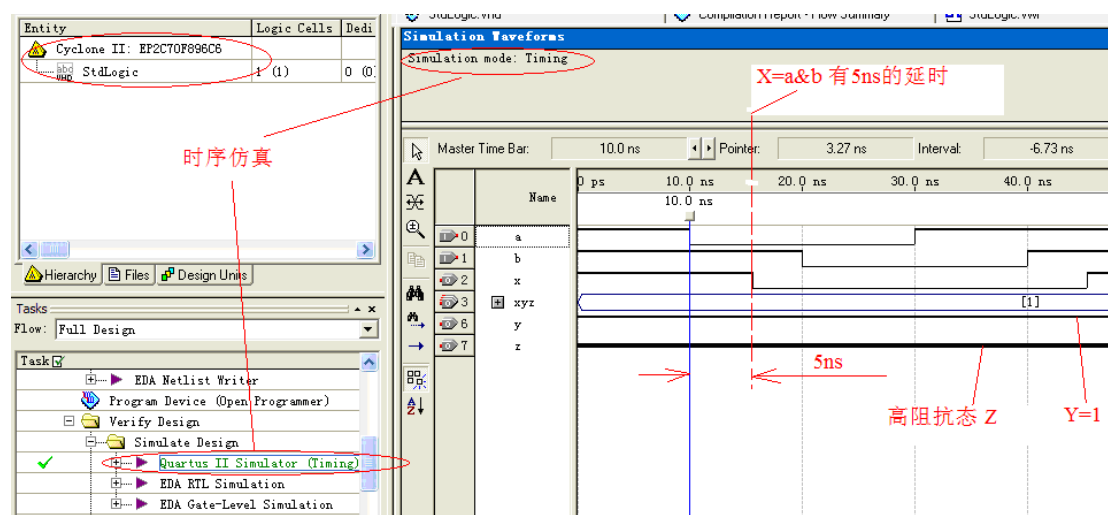 StdLogic.vhd
Compilation Report - Flow Summary
StdLogic.vwf
Entity
Logic Cells
Dedi
Cyclone II: EP2C70F896C6
abd
VHD
StdLogic
1 (1)
0 (0)
Simulation Waveforms
Simulation mode: Timing
X=a&b 有5ns的延时
时序仿真
Master Time Bar:
10.0 ns
Pointer:
3.27 ns
Interval:
-6.73 ns
Name
0 ps
10.0 ns
20.0 ns
30.0 ns
40.0 ns
10.0 ns
0
a
1
b
2
x
3
xyz
[1]
6
y
7
z
5ns
高阻抗态 Z
Y=1
Hierarchy
Files
Design Units
Tasks
Flow:
Full Design
Task
EDA Netlist Writer
Program Device (Open Programmer)
Verify Design
Simulate Design
Quartus II Simulator (Timing)
EDA RTL Simulation
EDA Gate-Level Simulation